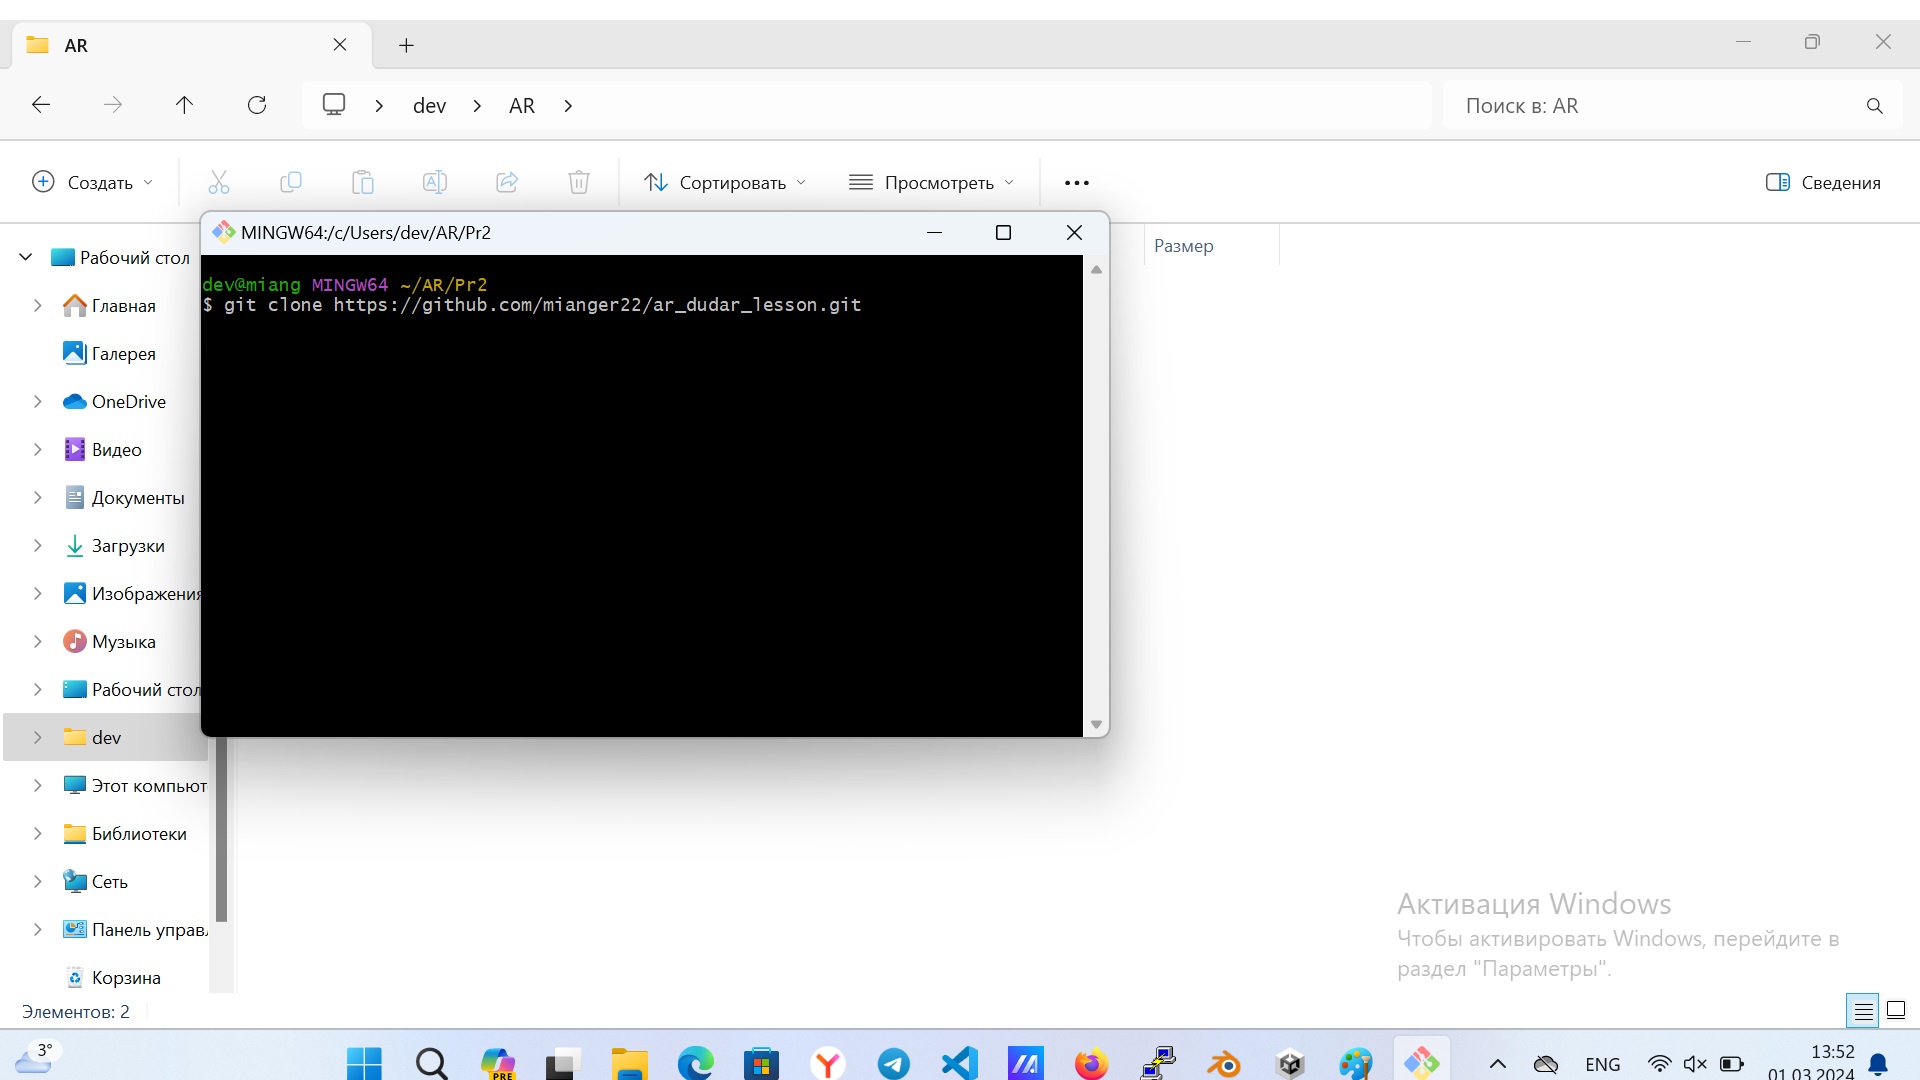 AR
dev
AR
Поиск в: AR
Создать
Сортировать
Просмотреть
Сведения
MINGW64:/c/Users/dev/AR/Pr2
Размер
dev@miang MINGW64 ~/AR/Pr2
$ git clone https://github.com/mianger22/ar_dudar_lesson.git
Рабочий стол
Главная
Галерея
OneDrive
Видео
Документы
Загрузки
Изображения
Музыка
Рабочий стол
dev
Этот компьют
Библиотеки
Сеть
Панель управл
Корзина
Активация Windows
Чтобы активировать Windows, перейдите в
раздел "Параметры".
Элементов: 2
3°
PRE
ENG
13:52
01.03.2024